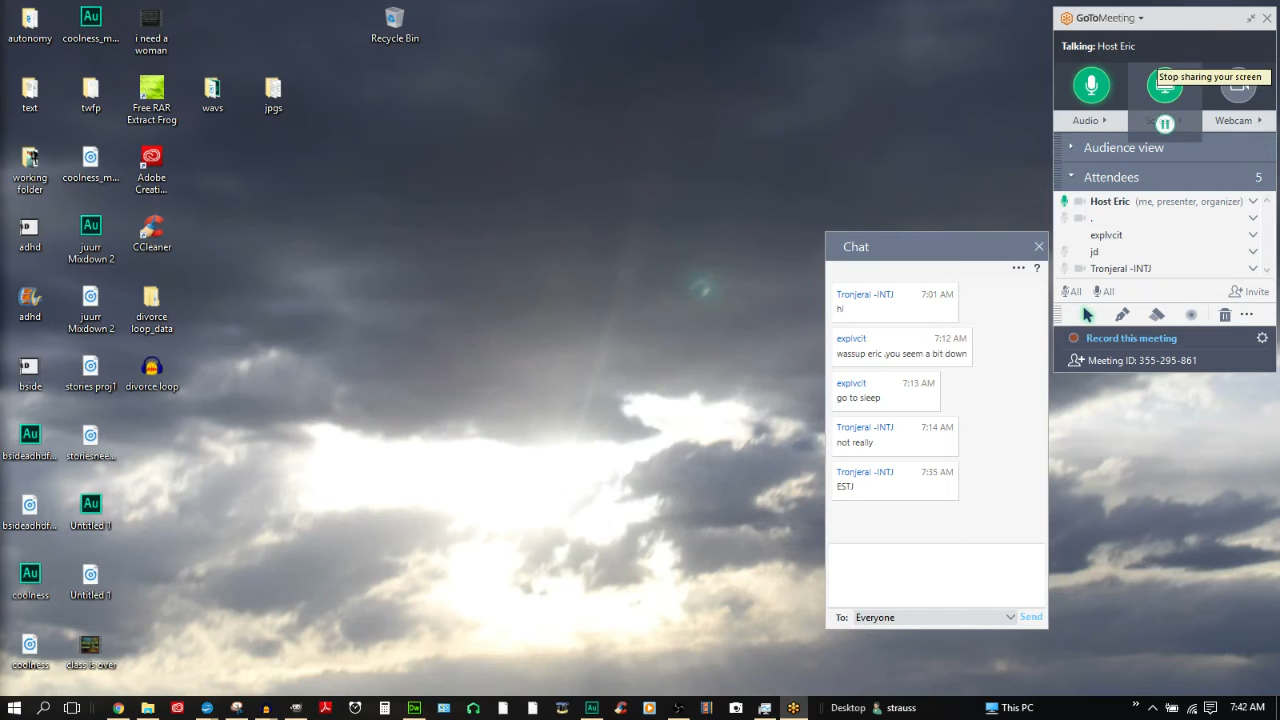 autonomy
coolness_m...
i need a
woman
Recycle Bin
text
twfp
Free RAR
Extract Frog
wavs
jpgs
working
folder
coolness_m...
Adobe
Creati...
adhd
juurr
Mixdown 2
CCleaner
adhd
juurr
Mixdown 2
divorce
loop_data
bside
stories proj1
divorce loop
bsideadhdf...
storiesnee...
bsideadhdf...
Untitled 1
coolness
Untitled 1
coolness
class is over
GoToMeeting
Talking: Host Eric
Stop sharing your screen
Audio
Webcam
Audience view
Attendees 5
Host Eric (me, presenter, organizer)
.
explvcit
jd
Tronjeral -INTJ
All All Invite
Record this meeting
Meeting ID: 355-295-861
Chat
... ?
Tronjeral -INTJ 7:01 AM
hi
explvcit 7:12 AM
wassup eric .you seem a bit down
explvcit 7:13 AM
go to sleep
Tronjeral -INTJ 7:14 AM
not really
Tronjeral -INTJ 7:35 AM
ESTJ
To: Everyone Send
Desktop strauss This PC 7:42 AM